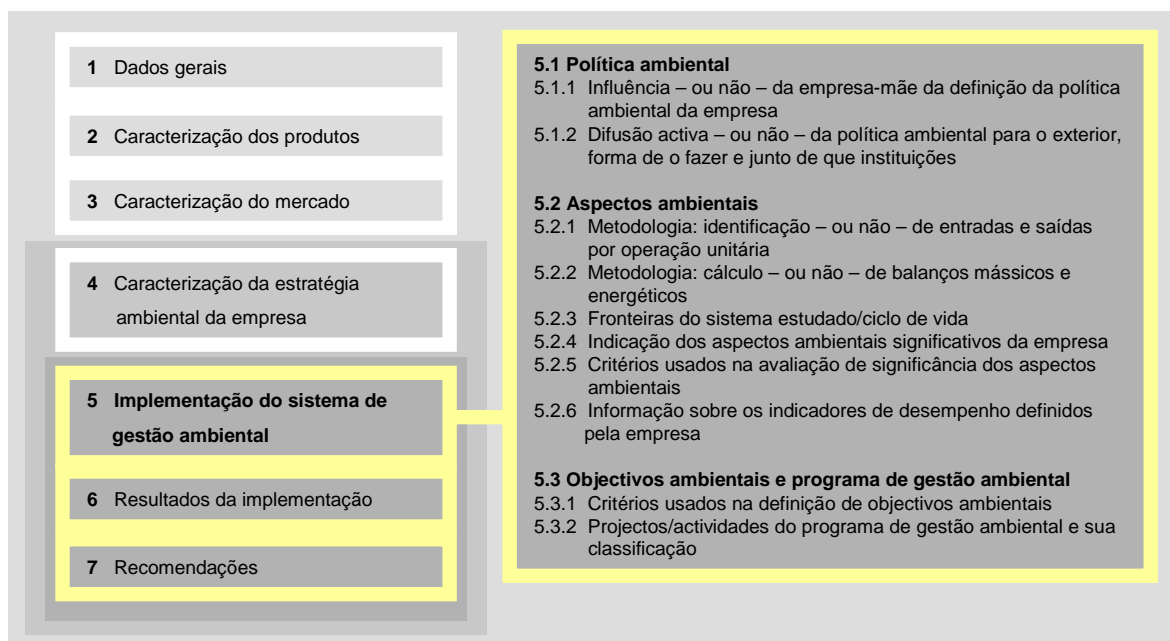 1 Dados gerais
2 Caracterização dos produtos
3 Caracterização do mercado
4 Caracterização da estratégia
ambiental da empresa
5 Implementação do sistema de
gestão ambiental
6 Resultados da implementação
7 Recomendações
5.1 Política ambiental
5.1.1 Influência – ou não – da empresa-mãe da definição da política
ambiental da empresa
5.1.2 Difusão activa – ou não – da política ambiental para o exterior,
forma de o fazer e junto de que instituições
5.2 Aspectos ambientais
5.2.1 Metodologia: identificação – ou não – de entradas e saídas
por operação unitária
5.2.2 Metodologia: cálculo – ou não – de balanços mássicos e
energéticos
5.2.3 Fronteiras do sistema estudado/ciclo de vida
5.2.4 Indicação dos aspectos ambientais significativos da empresa
5.2.5 Critérios usados na avaliação de significância dos aspectos
ambientais
5.2.6 Informação sobre os indicadores de desempenho definidos
pela empresa
5.3 Objectivos ambientais e programa de gestão ambiental
5.3.1 Critérios usados na definição de objectivos ambientais
5.3.2 Projectos/actividades do programa de gestão ambiental e sua
classificação